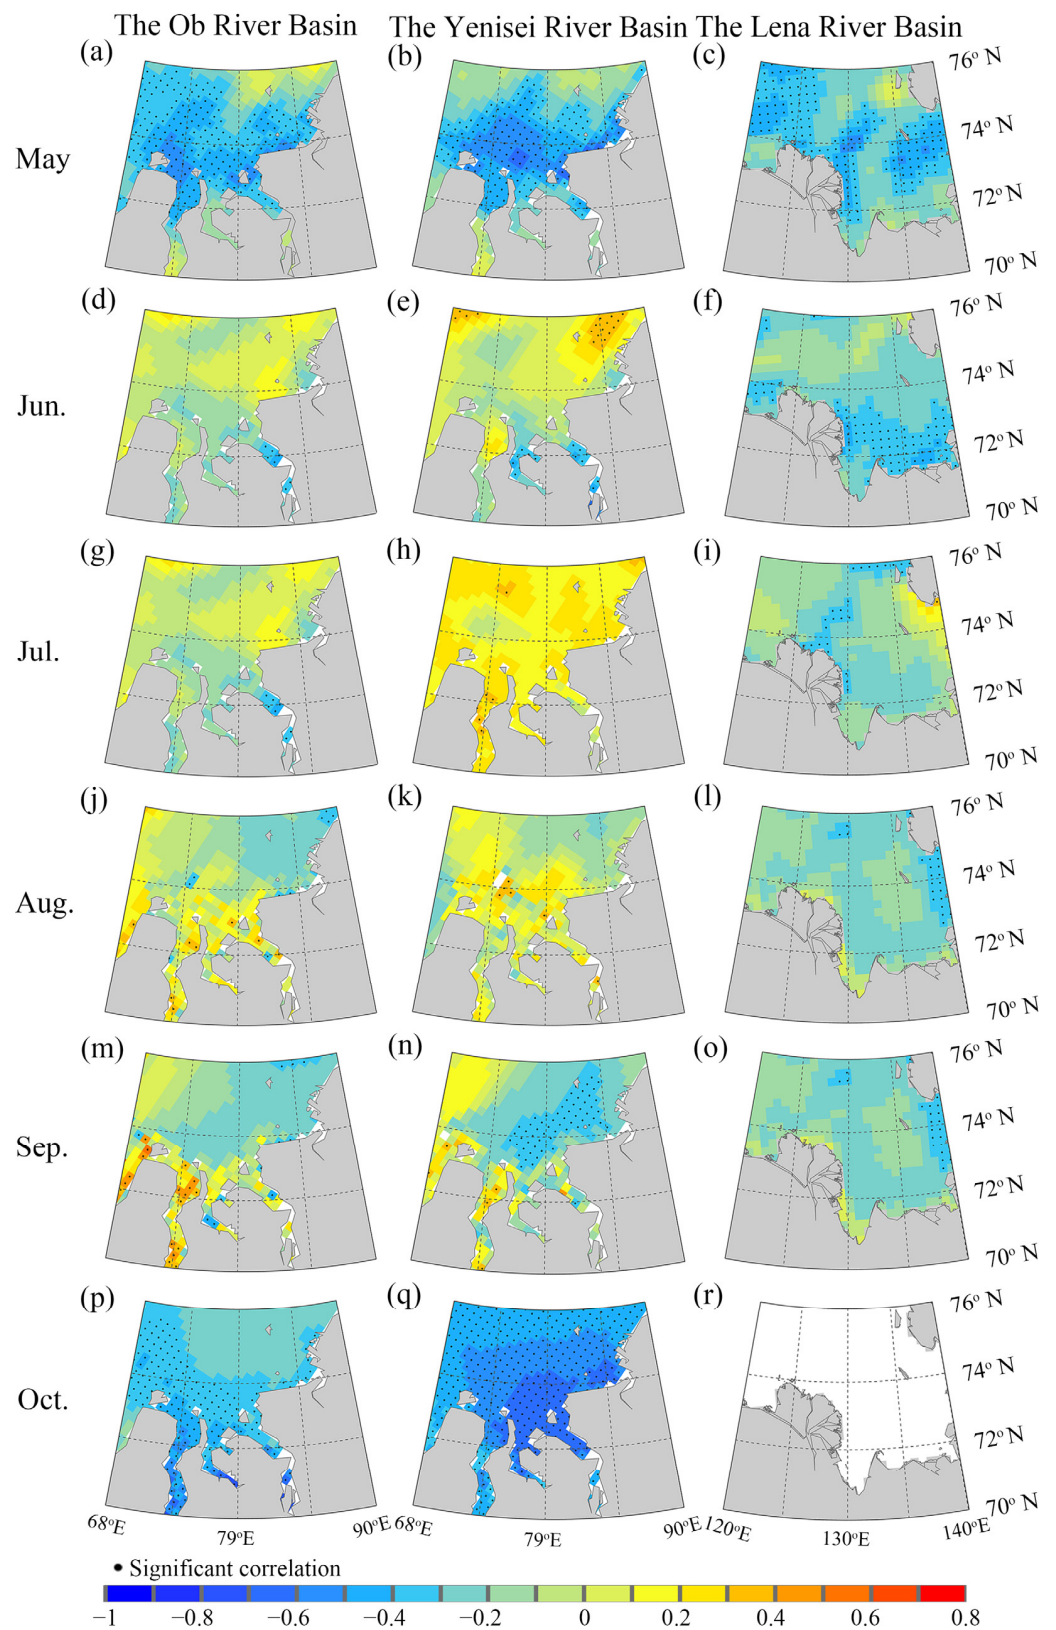 The Ob River Basin The Yenisei River Basin The Lena River Basin
(a) (b) (c) 76° N
May
74° N
72° N
70° N
(d) (e) (f) 76° N
Jun.
74° N
72° N
70° N
(g) (h) (i) 76° N
Jul.
74° N
72° N
70° N
(j) (k) (l) 76° N
Aug.
74° N
72° N
70° N
(m) (n) (o) 76° N
Sep.
74° N
72° N
70° N
(p) (q) (r) 76° N
Oct.
74° N
72° N
70° N
68°E 79°E 90°E 68°E 79°E 90°E 120°E 130°E 140°E
Significant correlation
−1 −0.8 −0.6 −0.4 −0.2 0 0.2 0.4 0.6 0.8